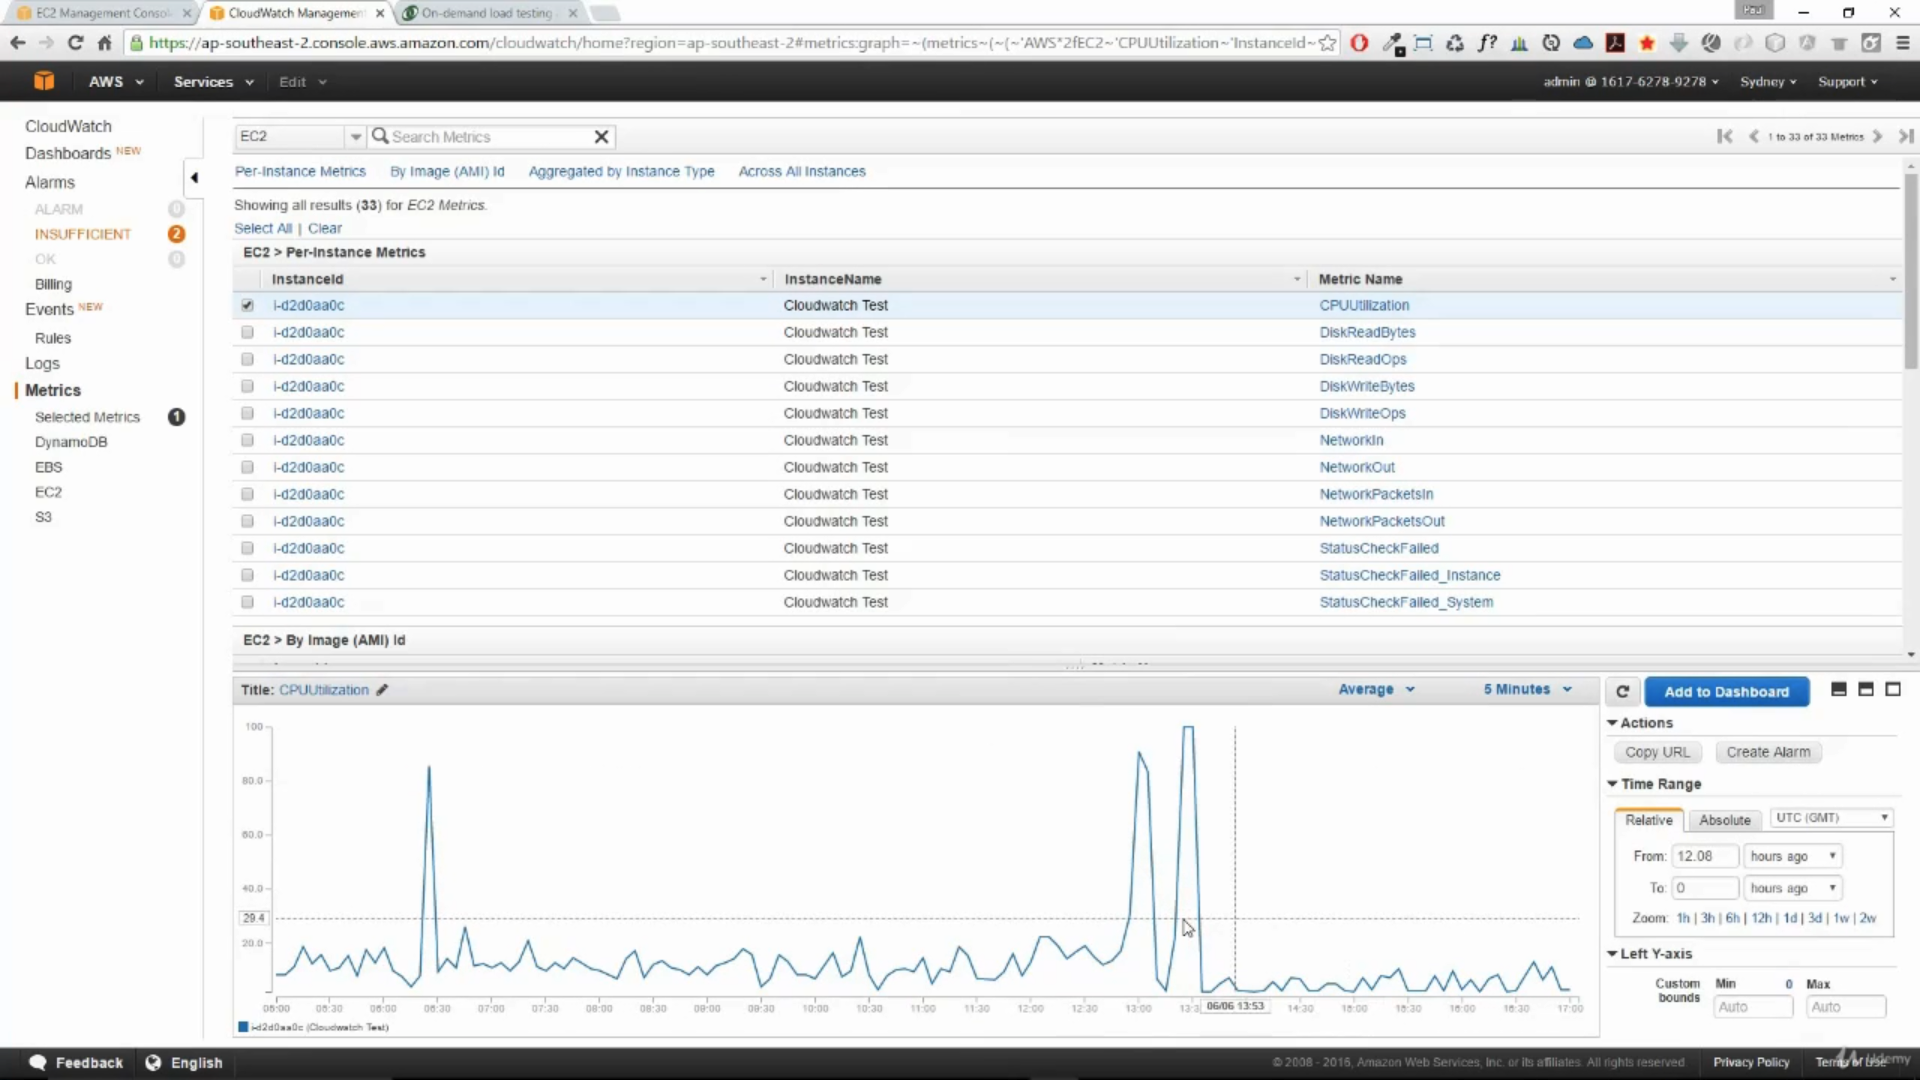 EC2 Management Consol
CloudWatch Managemen
On-demand load testing
Paul
https://ap-southeast-2.console.aws.amazon.com/cloudwatch/home?region=ap-southeast-2#metrics:graph=~(metrics~(~(~'AWS*2fEC2~'CPUUtilization~'InstanceId~
AWS Services Edit
admin @ 1617-6278-9278 Sydney Support
CloudWatch
Dashboards NEW
Alarms
ALARM 0
INSUFFICIENT 2
OK 0
Billing
Events NEW
Rules
Logs
Metrics
Selected Metrics 1
DynamoDB
EBS
EC2
S3
EC2 Search Metrics
1 to 33 of 33 Metrics
Per-Instance Metrics By Image (AMI) Id Aggregated by Instance Type Across All Instances
Showing all results (33) for EC2 Metrics.
Select All | Clear
EC2 > Per-Instance Metrics
InstanceId InstanceName Metric Name
i-d2d0aa0c Cloudwatch Test CPUUtilization
i-d2d0aa0c Cloudwatch Test DiskReadBytes
i-d2d0aa0c Cloudwatch Test DiskReadOps
i-d2d0aa0c Cloudwatch Test DiskWriteBytes
i-d2d0aa0c Cloudwatch Test DiskWriteOps
i-d2d0aa0c Cloudwatch Test NetworkIn
i-d2d0aa0c Cloudwatch Test NetworkOut
i-d2d0aa0c Cloudwatch Test NetworkPacketsIn
i-d2d0aa0c Cloudwatch Test NetworkPacketsOut
i-d2d0aa0c Cloudwatch Test StatusCheckFailed
i-d2d0aa0c Cloudwatch Test StatusCheckFailed_Instance
i-d2d0aa0c Cloudwatch Test StatusCheckFailed_System
EC2 > By Image (AMI) Id
Title: CPUUtilization Average 5 Minutes
100
80.0
60.0
40.0
29.4
20.0
05:00 05:30 06:00 06:30 07:00 07:30 08:00 08:30 09:00 09:30 10:00 10:30 11:00 11:30 12:00 12:30 13:00 13:3 06/06 13:53 14:30 15:00 15:30 16:00 16:30 17:00
i-d2d0aa0c (Cloudwatch Test)
Add to Dashboard
Actions
Copy URL Create Alarm
Time Range
Relative Absolute UTC (GMT)
From: 12.08 hours ago
To: 0 hours ago
Zoom: 1h | 3h | 6h | 12h | 1d | 3d | 1w | 2w
Left Y-axis
Custom bounds Min 0 Max
Auto Auto
Feedback English
© 2008 - 2016, Amazon Web Services, Inc. or its affiliates. All rights reserved Privacy Policy Terms of Use
Udemy